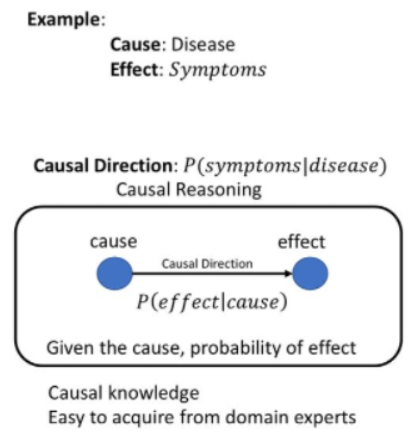 Example:
Cause: Disease
Effect: Symptoms
Causal Direction: P(symptoms|disease)
Causal Reasoning
cause effect
Causal Direction
P(effect|cause)
Given the cause, probability of effect
Causal knowledge
Easy to acquire from domain experts